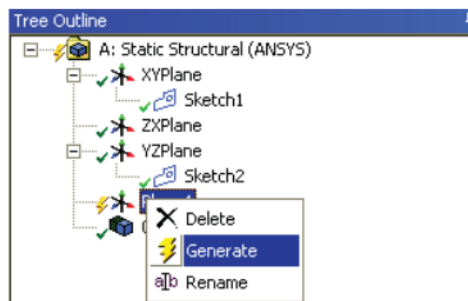 Tree Outline
A: Static Structural (ANSYS)
XYPlane
Sketch1
ZXPlane
YZPlane
Sketch2
Delete
Generate
Rename